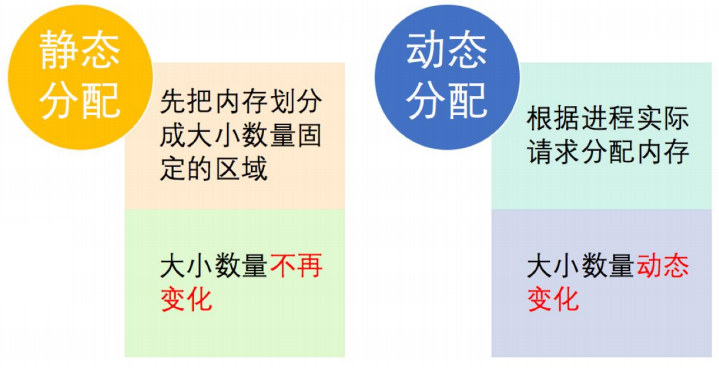 静态
分配
先把内存划分
成大小数量固
定的区域
大小数量不再
变化
动态
分配
根据进程实际
请求分配内存
大小数量动态
变化